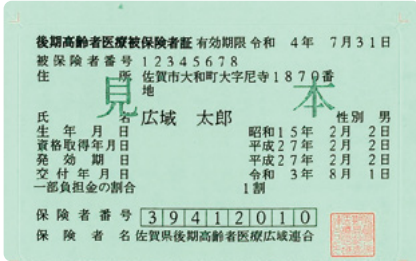 後期高齢者医療被保険者証 有効期限 令和 4年 7月31日
被保険者番号 12345678
住所 佐賀市大和町大字尼寺1870番
地
見本
氏名 広域 太郎 性別 男
生年月日 昭和15年 2月 2日
資格取得年月日 平成27年 2月 2日
発効期日 平成27年 2月 2日
交付年月日 令和 3年 8月 1日
一部負担金の割合 1割
保険者番号 39412010
保険者名 佐賀県後期高齢者医療広域連合